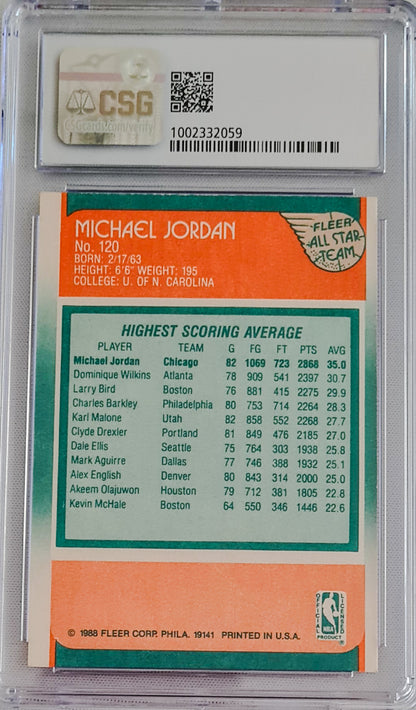 CSG
CSGcards.com/verify
1002332059
MICHAEL JORDAN
No. 120
BORN: 2/17/63
HEIGHT: 6'6" WEIGHT: 195
COLLEGE: U. OF N. CAROLINA
FLEER
ALL STAR
TEAM
HIGHEST SCORING AVERAGE
PLAYER TEAM G FG FT PTS AVG
Michael Jordan Chicago 82 1069 723 2868 35.0
Dominique Wilkins Atlanta 78 909 541 2397 30.7
Larry Bird Boston 76 881 415 2275 29.9
Charles Barkley Philadelphia 80 753 714 2264 28.3
Karl Malone Utah 82 858 552 2268 27.7
Clyde Drexler Portland 81 849 476 2185 27.0
Dale Ellis Seattle 75 764 303 1938 25.8
Mark Aguirre Dallas 77 746 388 1932 25.1
Alex English Denver 80 843 314 2000 25.0
Akeem Olajuwon Houston 79 712 381 1805 22.8
Kevin McHale Boston 64 550 346 1446 22.6
OFFICIAL LICENSED
NBA
PRODUCT
© 1988 FLEER CORP. PHILA. 19141 PRINTED IN U.S.A.